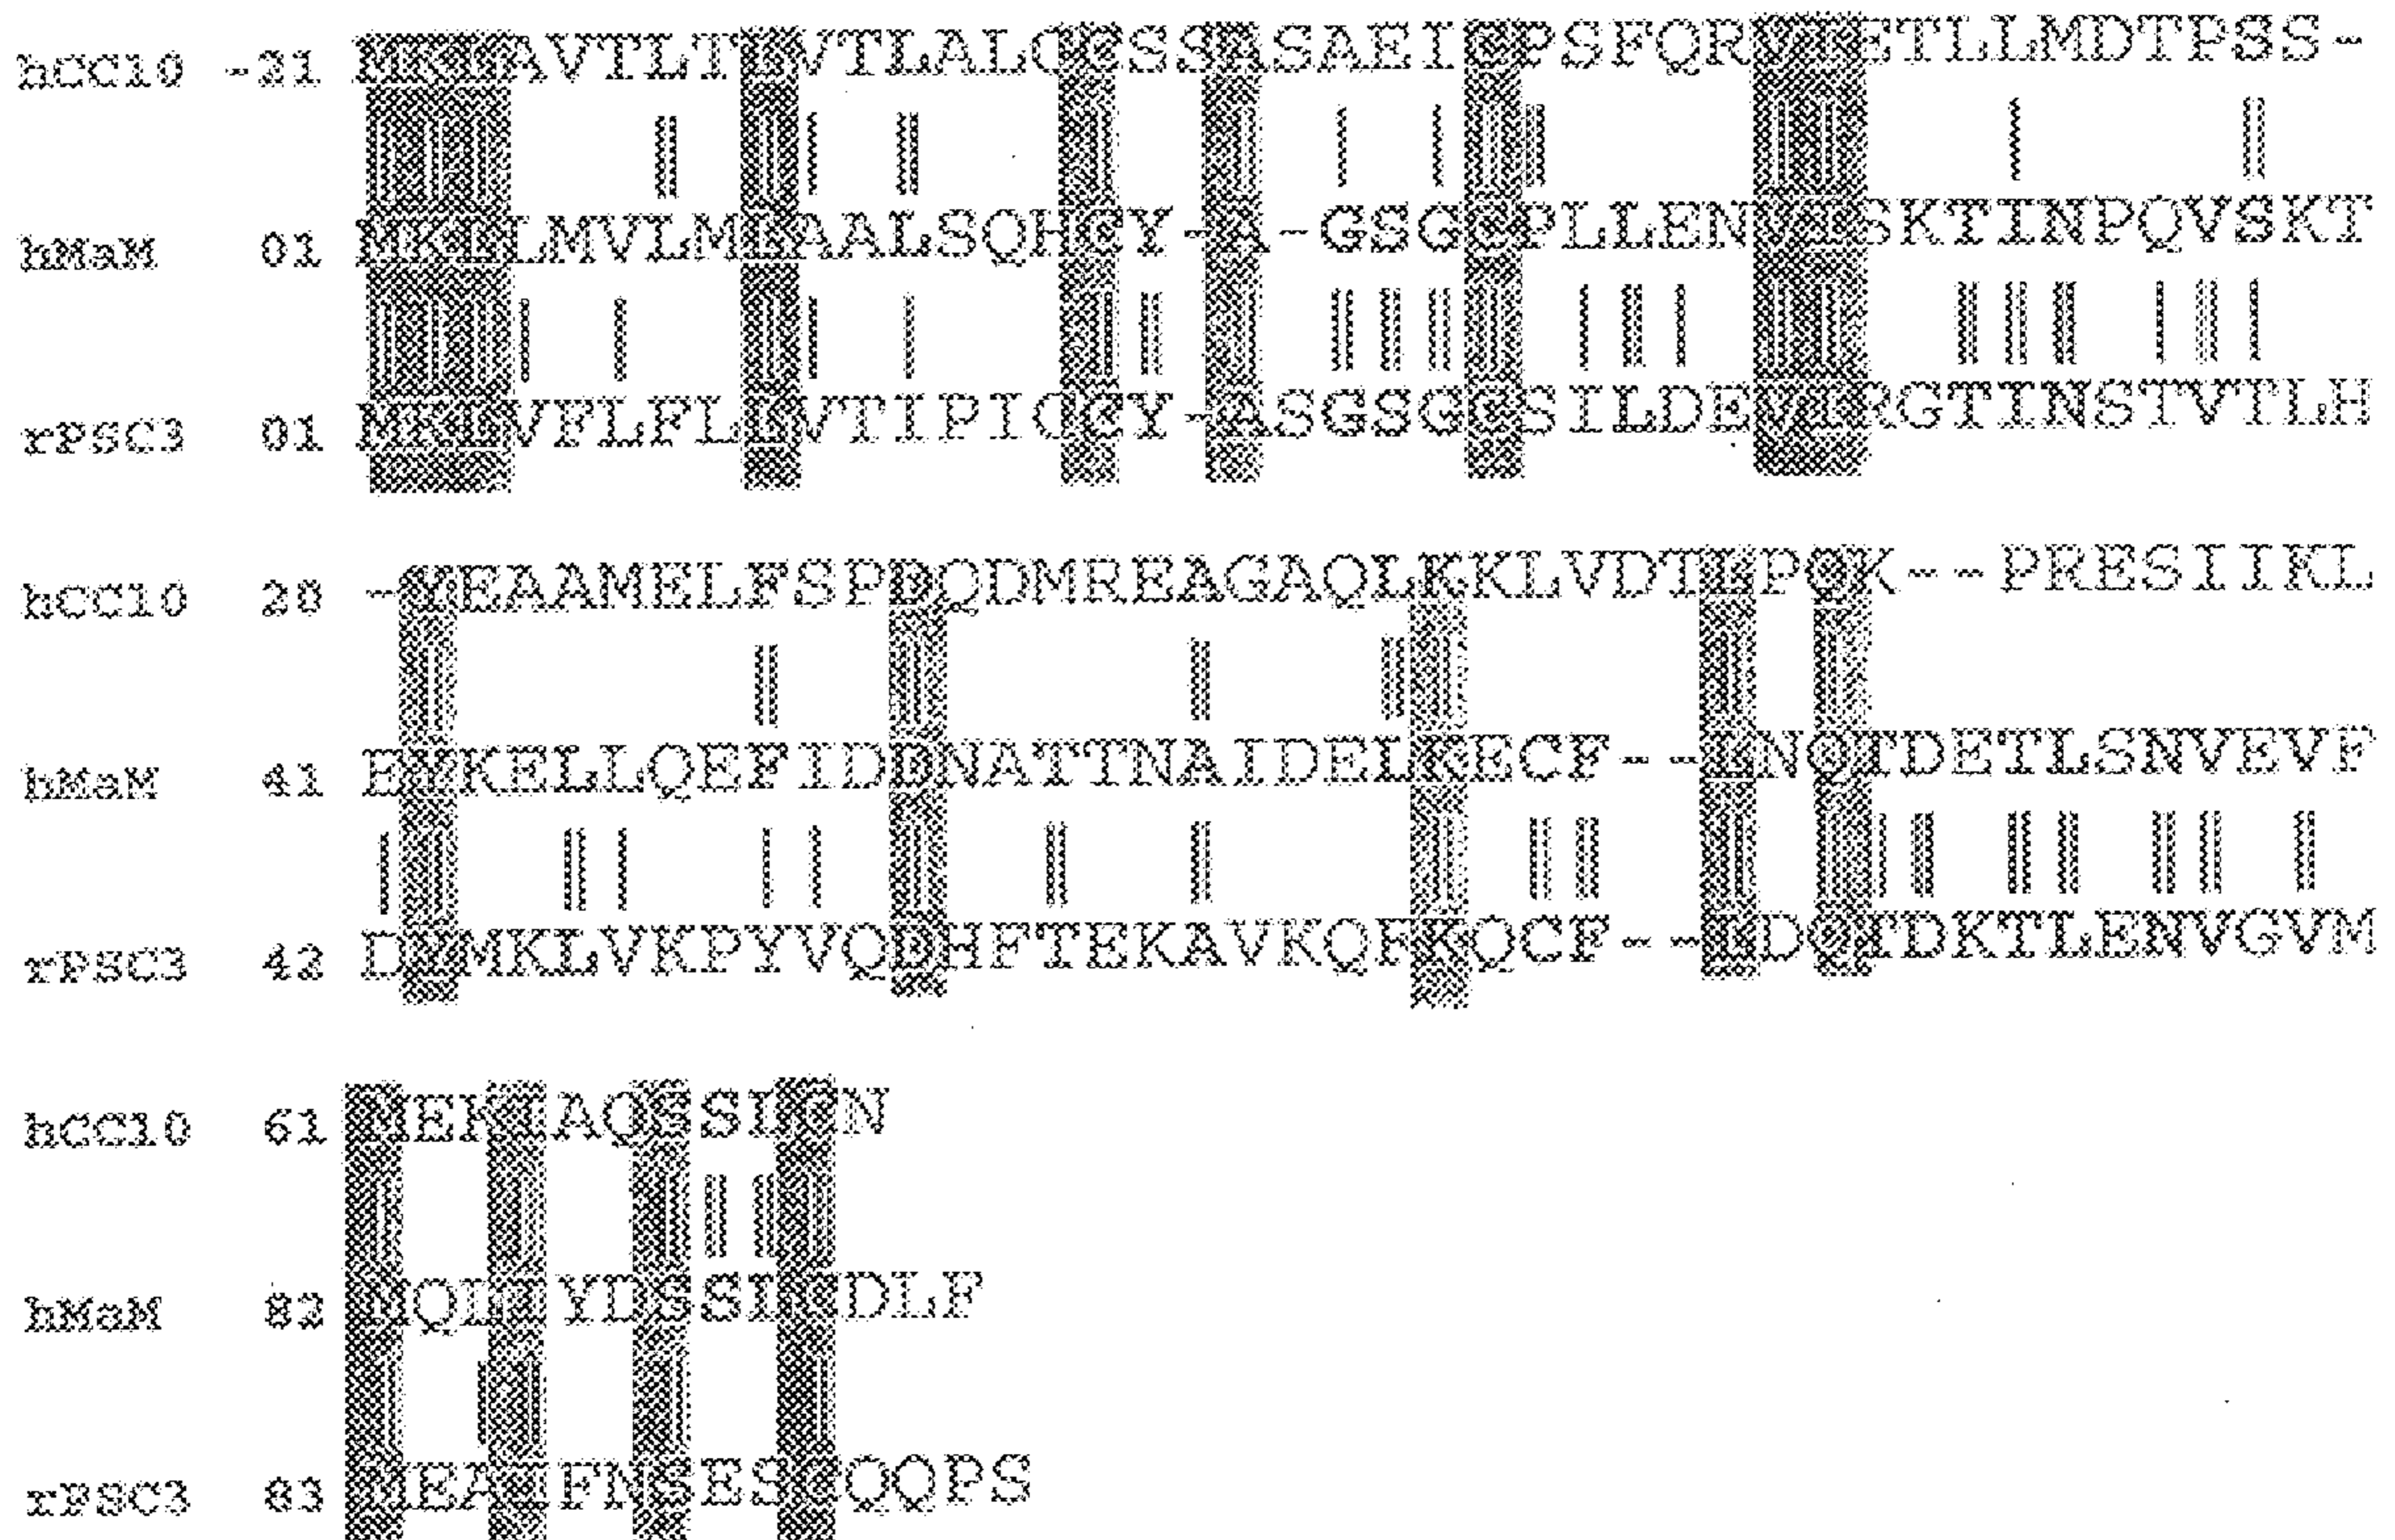 hCC10 -21 MKLAVTLTLVTLALCCSSASAEICPSFQRVIETLLMDTPSS-
hMaM 01 MKLLMVLMLAALSQHCY-A-GSGCPLLENVISKTINPQVSKT
rPSC3 01 MKLVFLFLLVTIPICCY-ASGSGCSILDEVIRGTINSTVTLH
hCC10 20 -YEAAMELFSPDQDMREAGAQLKKLVDTLPQK--PRESIIKL
hMaM 41 EYKELLQEFIDDNATTNAIDELKECF--LNQTDETLSNVEVF
rPSC3 42 DYMKLVKPYVQDHFTEKAVKQFKQCF--LDQTDKTLENVGVM
hCC10 61 MEKIAQSSLCN
hMaM 82 MQLIYDSSLCDLF
rPSC3 83 MEAIFNSESCQQPS